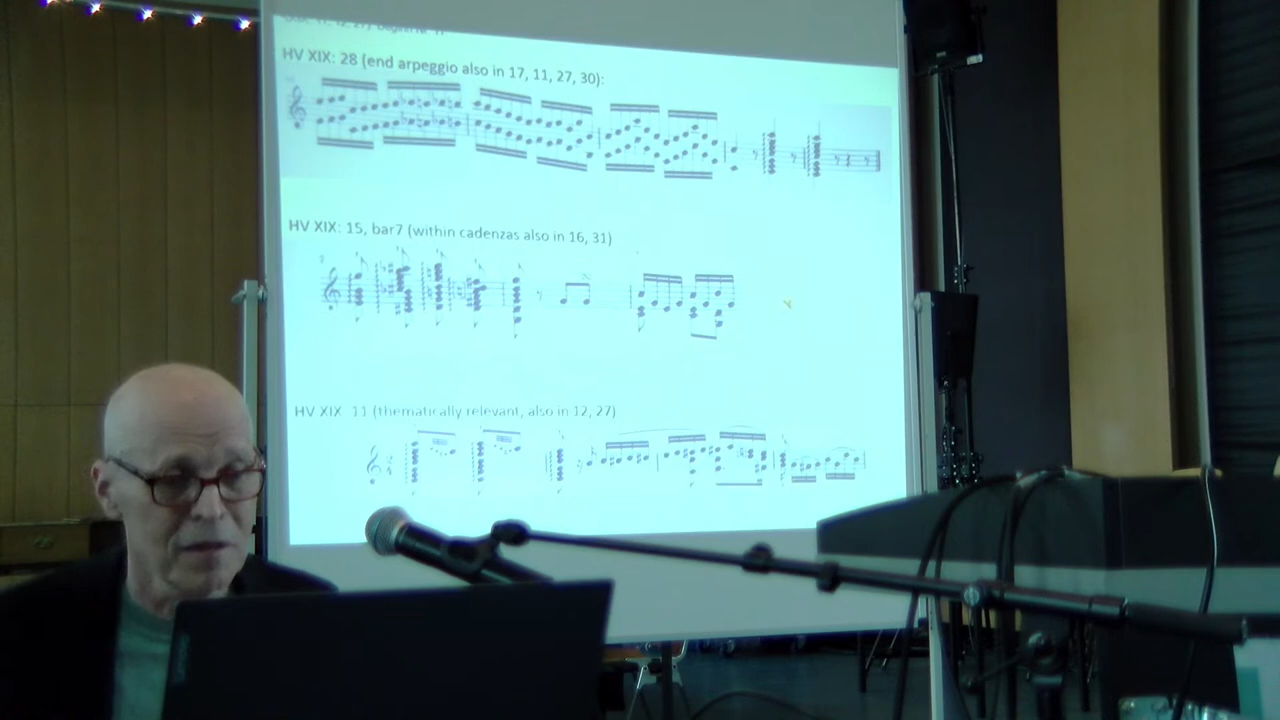 HV XIX: 28 (end arpeggio also in 17, 11, 27, 30):
HV XIX: 15, bar7 (within cadenzas also in 16, 31)
HV XIX 11 (thematically relevant, also in 12, 27)